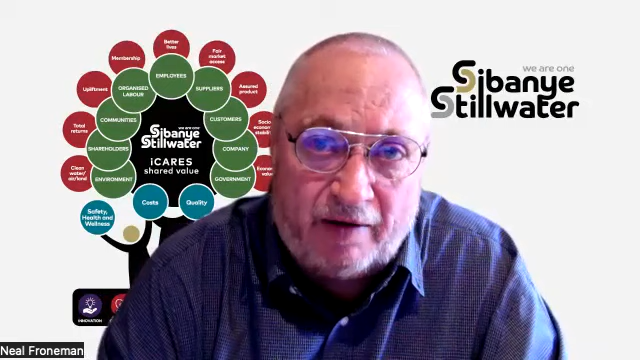 Better
lives
Membership
Fair
market
access
EMPLOYEES
Upliftment
ORGANISED
LABOUR
SUPPLIERS
Assured
product
COMMUNITIES
CUSTOMERS
Total
returns
we are one
Sibanye
Stillwater
iCARES
shared value
SHAREHOLDERS
COMPANY
Clean
water/
air/land
ENVIRONMENT
GOVERNMENT
Safety,
Health and
Wellness
Costs
Quality
INNOVATION
we are one
Sibanye
Stillwater
Neal Froneman